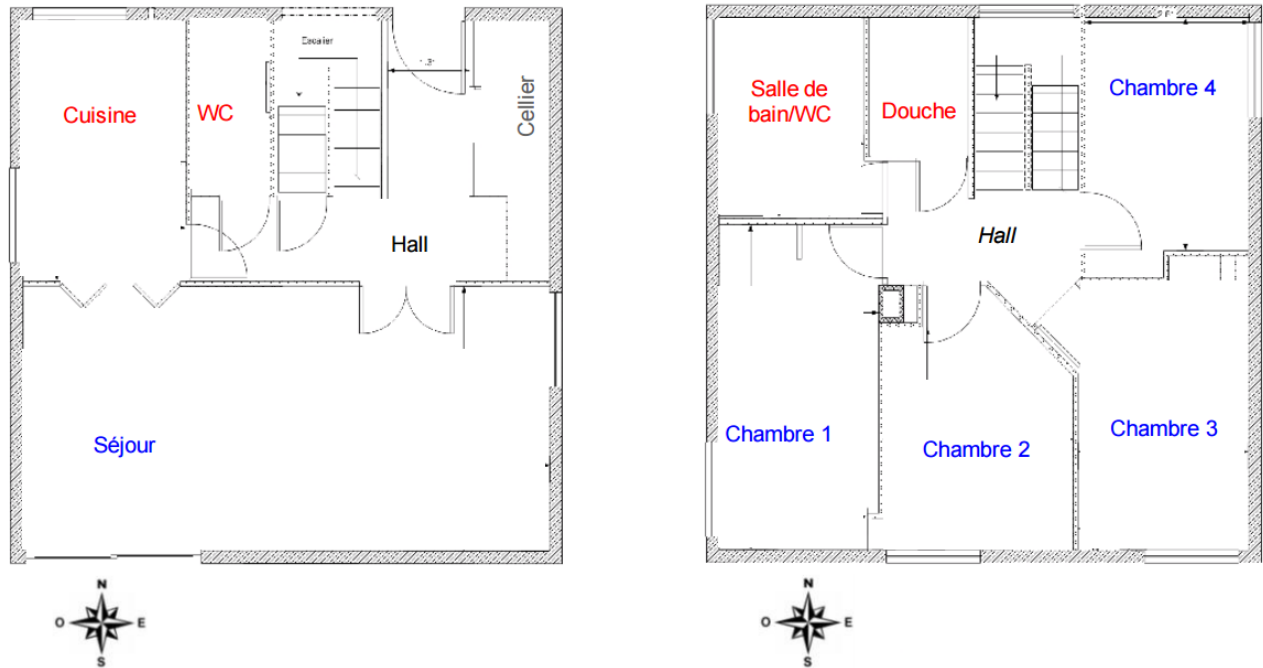 Escalier
Cuisine
WC
Cellier
Hall
Séjour
N
O
E
S
Salle de
bain/WC
Douche
Chambre 4
Hall
Chambre 1
Chambre 2
Chambre 3
N
O
E
S